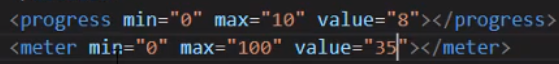 <progress min="0" max="10" value="8"></progress>
<meter min="0" max="100" value="35"></meter>